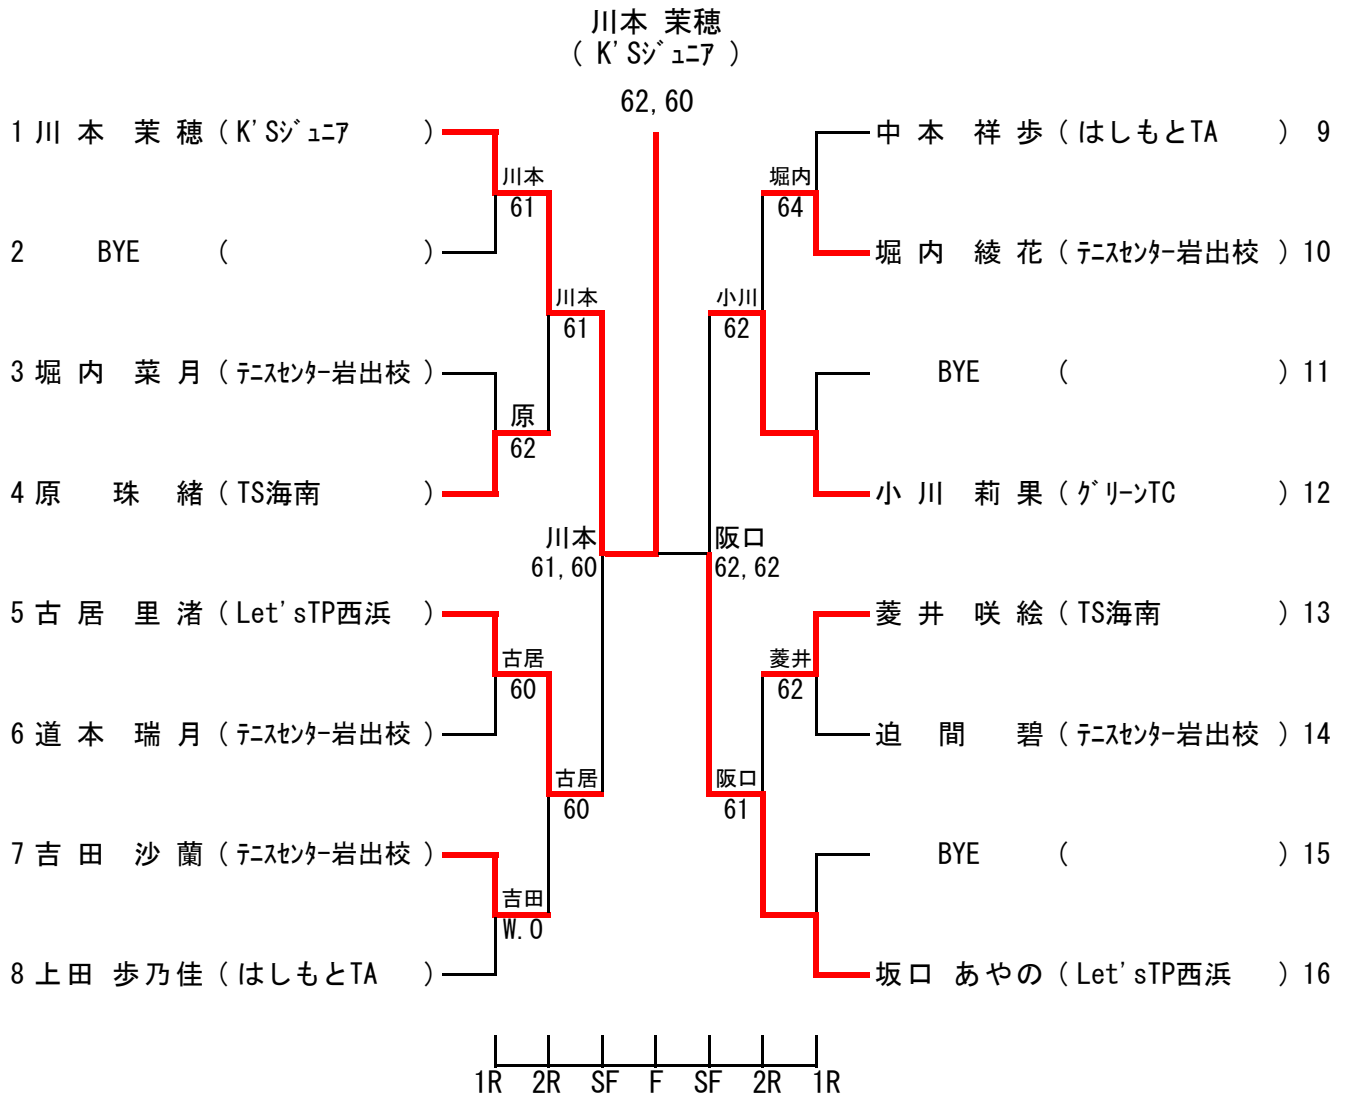 川本 茉穂
( K'Sジュニア )
62,60
1 川 本 茉 穂 ( K'Sジュニア )
中 本 祥 歩 ( はしもとTA ) 9
川本
61
堀内
64
2 BYE ( )
堀 内 綾 花 ( テニスセンター岩出校 ) 10
川本
61
小川
62
3 堀 内 菜 月 ( テニスセンター岩出校 )
BYE ( ) 11
原
62
4 原 珠 緒 ( TS海南 )
小 川 莉 果 ( グリーンTC ) 12
川本
61,60
阪口
62,62
5 古 居 里 渚 ( Let'sTP西浜 )
菱 井 咲 絵 ( TS海南 ) 13
古居
60
菱井
62
6 道 本 瑞 月 ( テニスセンター岩出校 )
迫 間 碧 ( テニスセンター岩出校 ) 14
古居
60
阪口
61
7 吉 田 沙 蘭 ( テニスセンター岩出校 )
BYE ( ) 15
吉田
W.O
8 上田 歩乃佳 ( はしもとTA )
坂口 あやの ( Let'sTP西浜 ) 16
1R 2R SF F SF 2R 1R